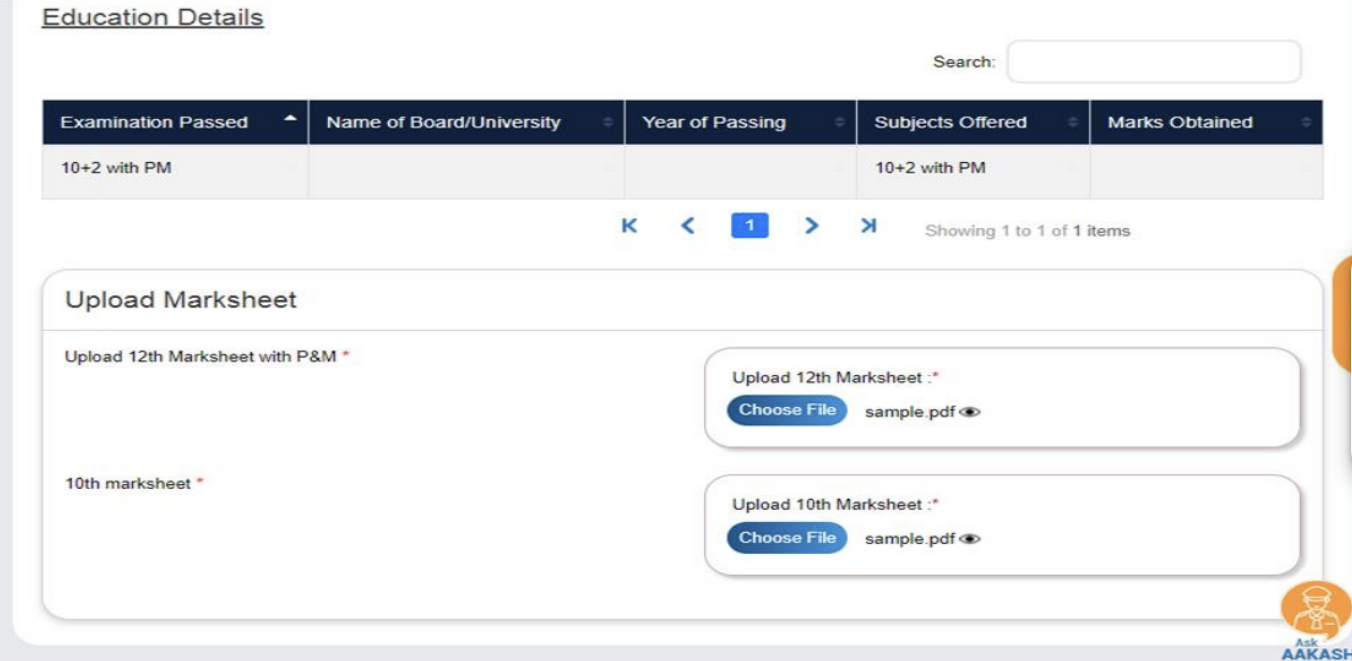 Education Details
Search:
Examination Passed Name of Board/University Year of Passing Subjects Offered Marks Obtained
10+2 with PM 10+2 with PM
1 Showing 1 to 1 of 1 items
Upload Marksheet
Upload 12th Marksheet with P&M *
Upload 12th Marksheet :*
Choose File sample.pdf
10th marksheet *
Upload 10th Marksheet :*
Choose File sample.pdf
Ask
AAKASH